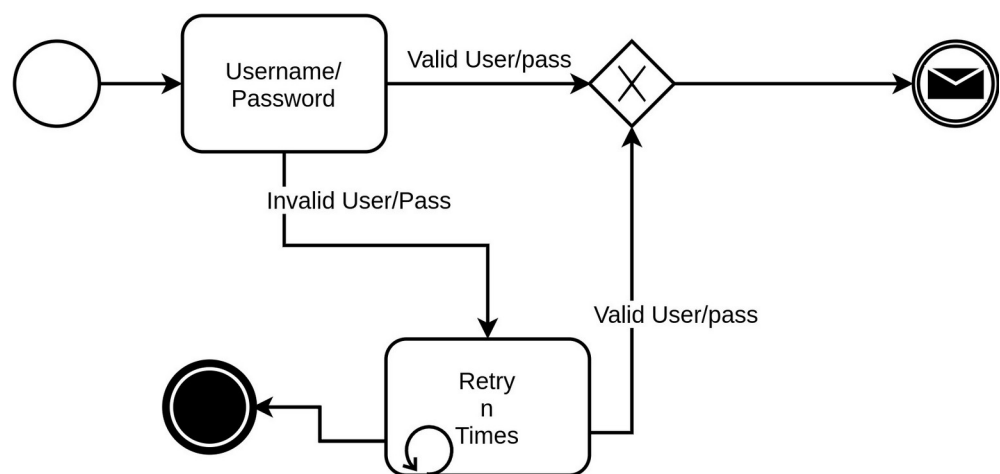 Username/
Password
Valid User/pass
Invalid User/Pass
Valid User/pass
Retry
n
Times